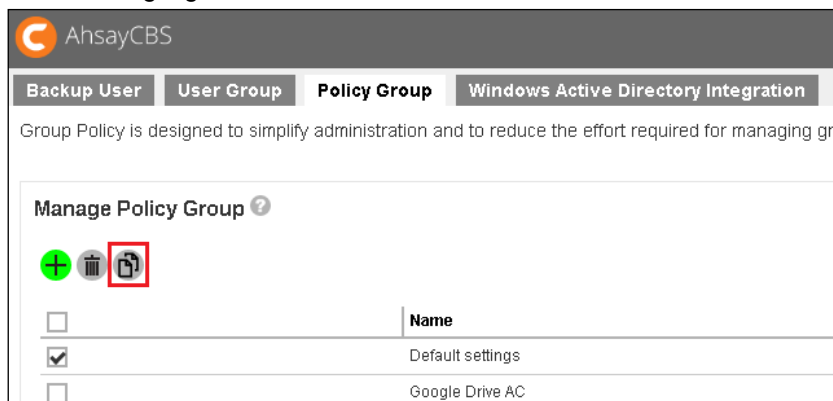 AhsayCBS
Backup User User Group Policy Group Windows Active Directory Integration
Group Policy is designed to simplify administration and to reduce the effort required for managing gr
Manage Policy Group ?
Name
Default settings
Google Drive AC